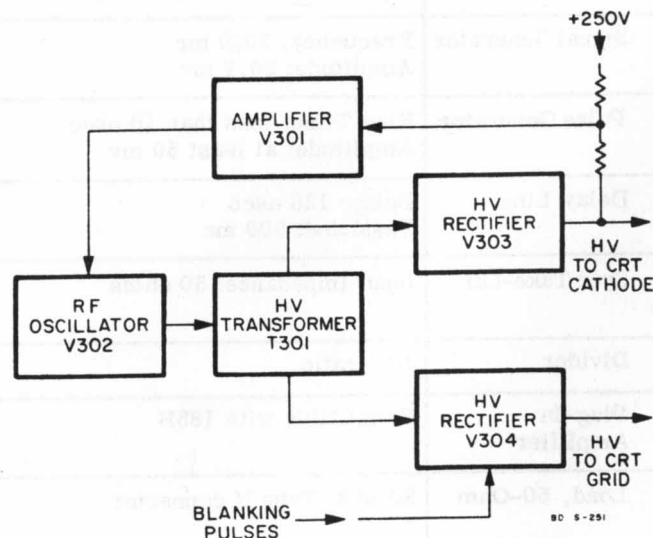 +250V
AMPLIFIER
V301
HV
RECTIFIER
V303
HV
TO CRT
CATHODE
RF
OSCILLATOR
V302
HV
TRANSFORMER
T301
HV
RECTIFIER
V304
HV
TO CRT
GRID
BLANKING
PULSES
BD S-251